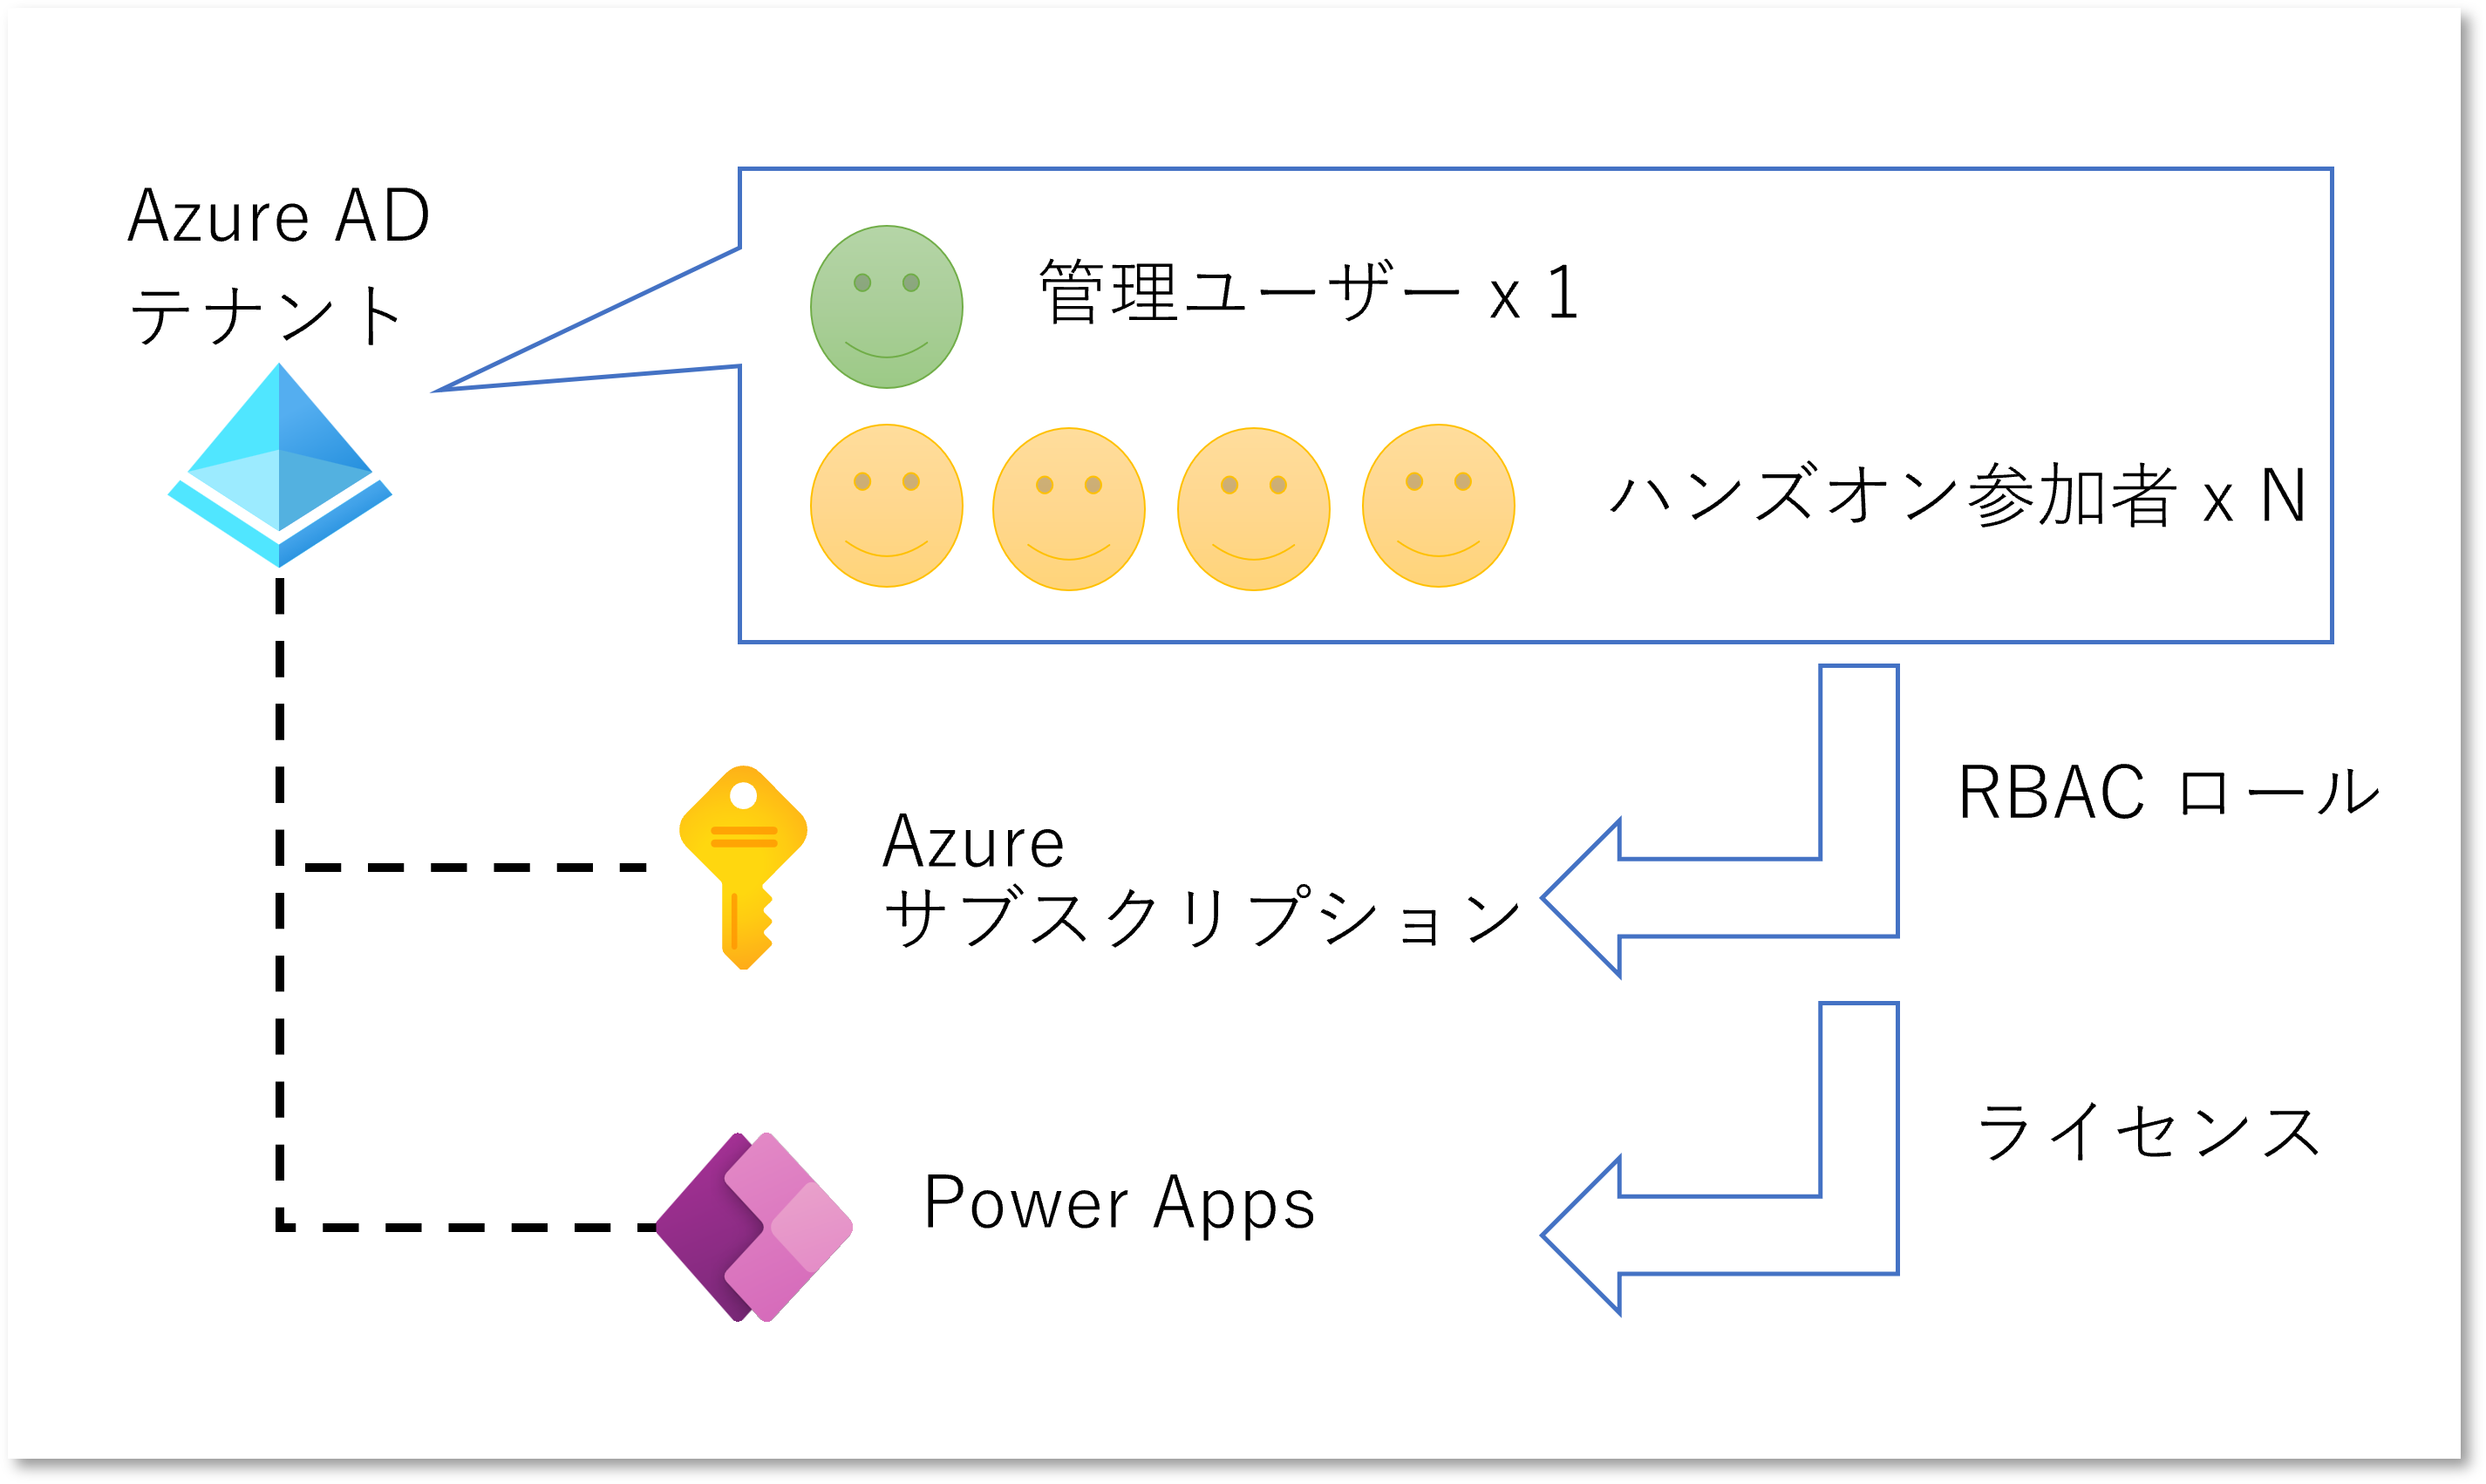 Azure AD
テナント
管理ユーザー x 1
ハンズオン参加者 x N
RBAC ロール
Azure
サブスクリプション
ライセンス
Power Apps